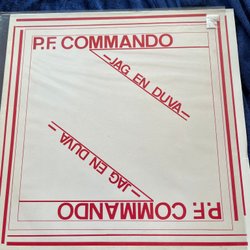 P.F. COMMANDO
—JAG EN DUVA—
—JAG EN DUVA—
P.F. COMMANDO